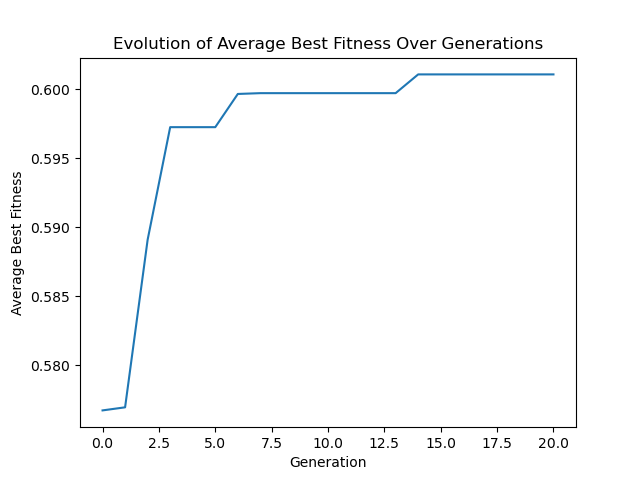 Evolution of Average Best Fitness Over Generations
0.600
0.595
0.590
0.585
0.580
Average Best Fitness
0.0 2.5 5.0 7.5 10.0 12.5 15.0 17.5 20.0
Generation